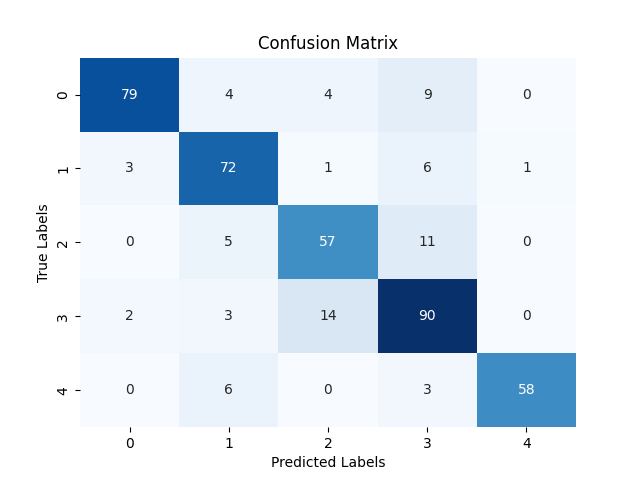 Confusion Matrix
0 79 4 4 9 0
1 3 72 1 6 1
2 0 5 57 11 0
3 2 3 14 90 0
4 0 6 0 3 58
0 1 2 3 4
True Labels
Predicted Labels